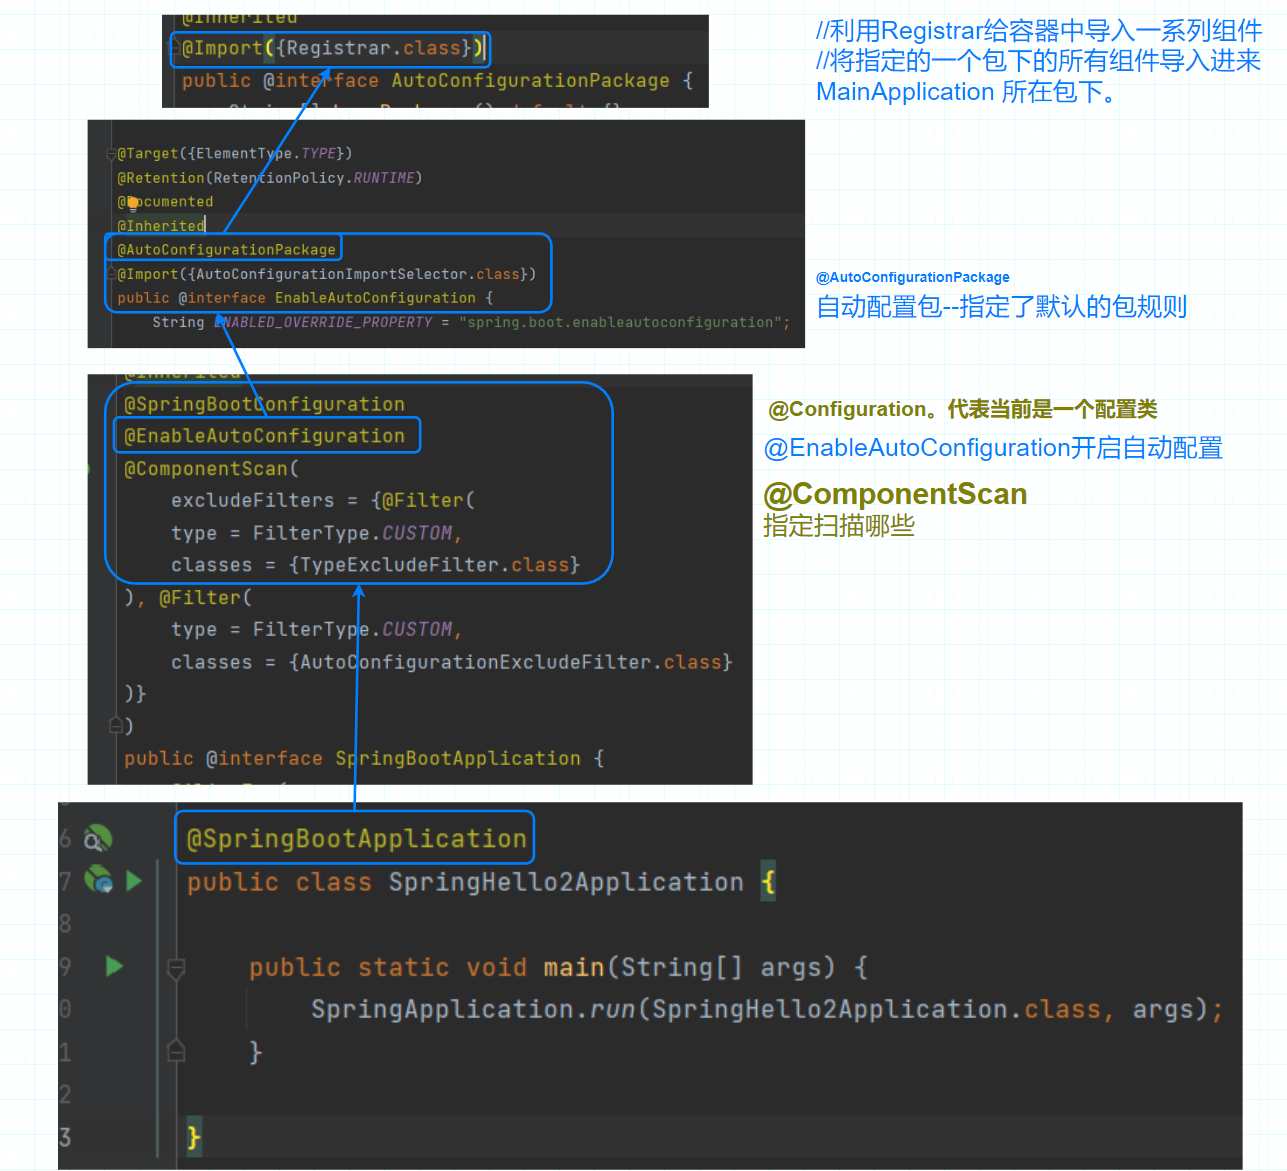 @Inherited
@Import({Registrar.class})
public @interface AutoConfigurationPackage {
//利用Registrar给容器中导入一系列组件
//将指定的一个包下的所有组件导入进来
MainApplication 所在包下。
@Target({ElementType.TYPE})
@Retention(RetentionPolicy.RUNTIME)
@Documented
@Inherited
@AutoConfigurationPackage
@Import({AutoConfigurationImportSelector.class})
public @interface EnableAutoConfiguration {
String ENABLED_OVERRIDE_PROPERTY = "spring.boot.enableautoconfiguration";
@AutoConfigurationPackage
自动配置包--指定了默认的包规则
@Inherited
@SpringBootConfiguration
@EnableAutoConfiguration
@ComponentScan(
excludeFilters = {@Filter(
type = FilterType.CUSTOM,
classes = {TypeExcludeFilter.class}
), @Filter(
type = FilterType.CUSTOM,
classes = {AutoConfigurationExcludeFilter.class}
)}
)
public @interface SpringBootApplication {
@Configuration。代表当前是一个配置类
@EnableAutoConfiguration开启自动配置
@ComponentScan
指定扫描哪些
6 @SpringBootApplication
7 public class SpringHello2Application {
8
9 public static void main(String[] args) {
0 SpringApplication.run(SpringHello2Application.class, args);
1 }
2
3 }